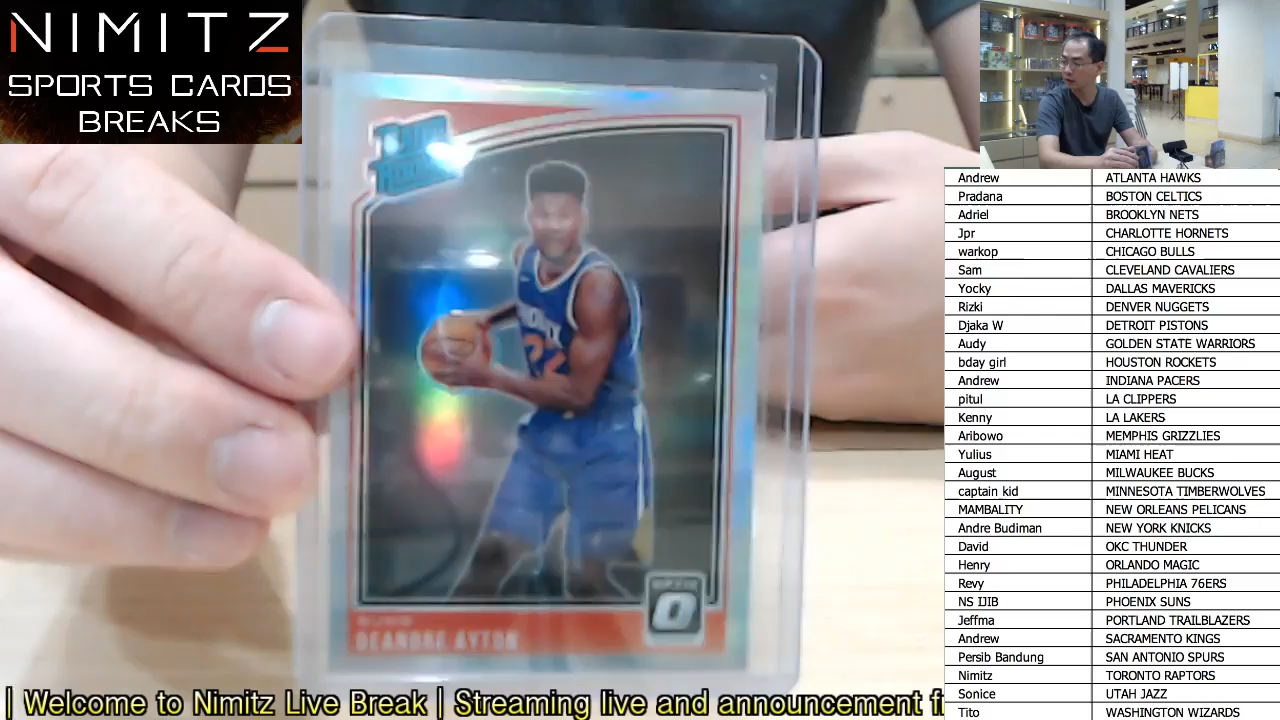 NIMITZ
SPORTS CARDS
BREAKS
OPTIC
DEANDRE AYTON
Andrew ATLANTA HAWKS
Pradana BOSTON CELTICS
Adriel BROOKLYN NETS
Jpr CHARLOTTE HORNETS
warkop CHICAGO BULLS
Sam CLEVELAND CAVALIERS
Yocky DALLAS MAVERICKS
Rizki DENVER NUGGETS
Djaka W DETROIT PISTONS
Audy GOLDEN STATE WARRIORS
bday girl HOUSTON ROCKETS
Andrew INDIANA PACERS
pitul LA CLIPPERS
Kenny LA LAKERS
Aribowo MEMPHIS GRIZZLIES
Yulius MIAMI HEAT
August MILWAUKEE BUCKS
captain kid MINNESOTA TIMBERWOLVES
MAMBALITY NEW ORLEANS PELICANS
Andre Budiman NEW YORK KNICKS
David OKC THUNDER
Henry ORLANDO MAGIC
Revy PHILADELPHIA 76ERS
NS IJIB PHOENIX SUNS
Jeffma PORTLAND TRAILBLAZERS
Andrew SACRAMENTO KINGS
Persib Bandung SAN ANTONIO SPURS
Nimitz TORONTO RAPTORS
Sonice UTAH JAZZ
Tito WASHINGTON WIZARDS
| Welcome to Nimitz Live Break | Streaming live and announcement